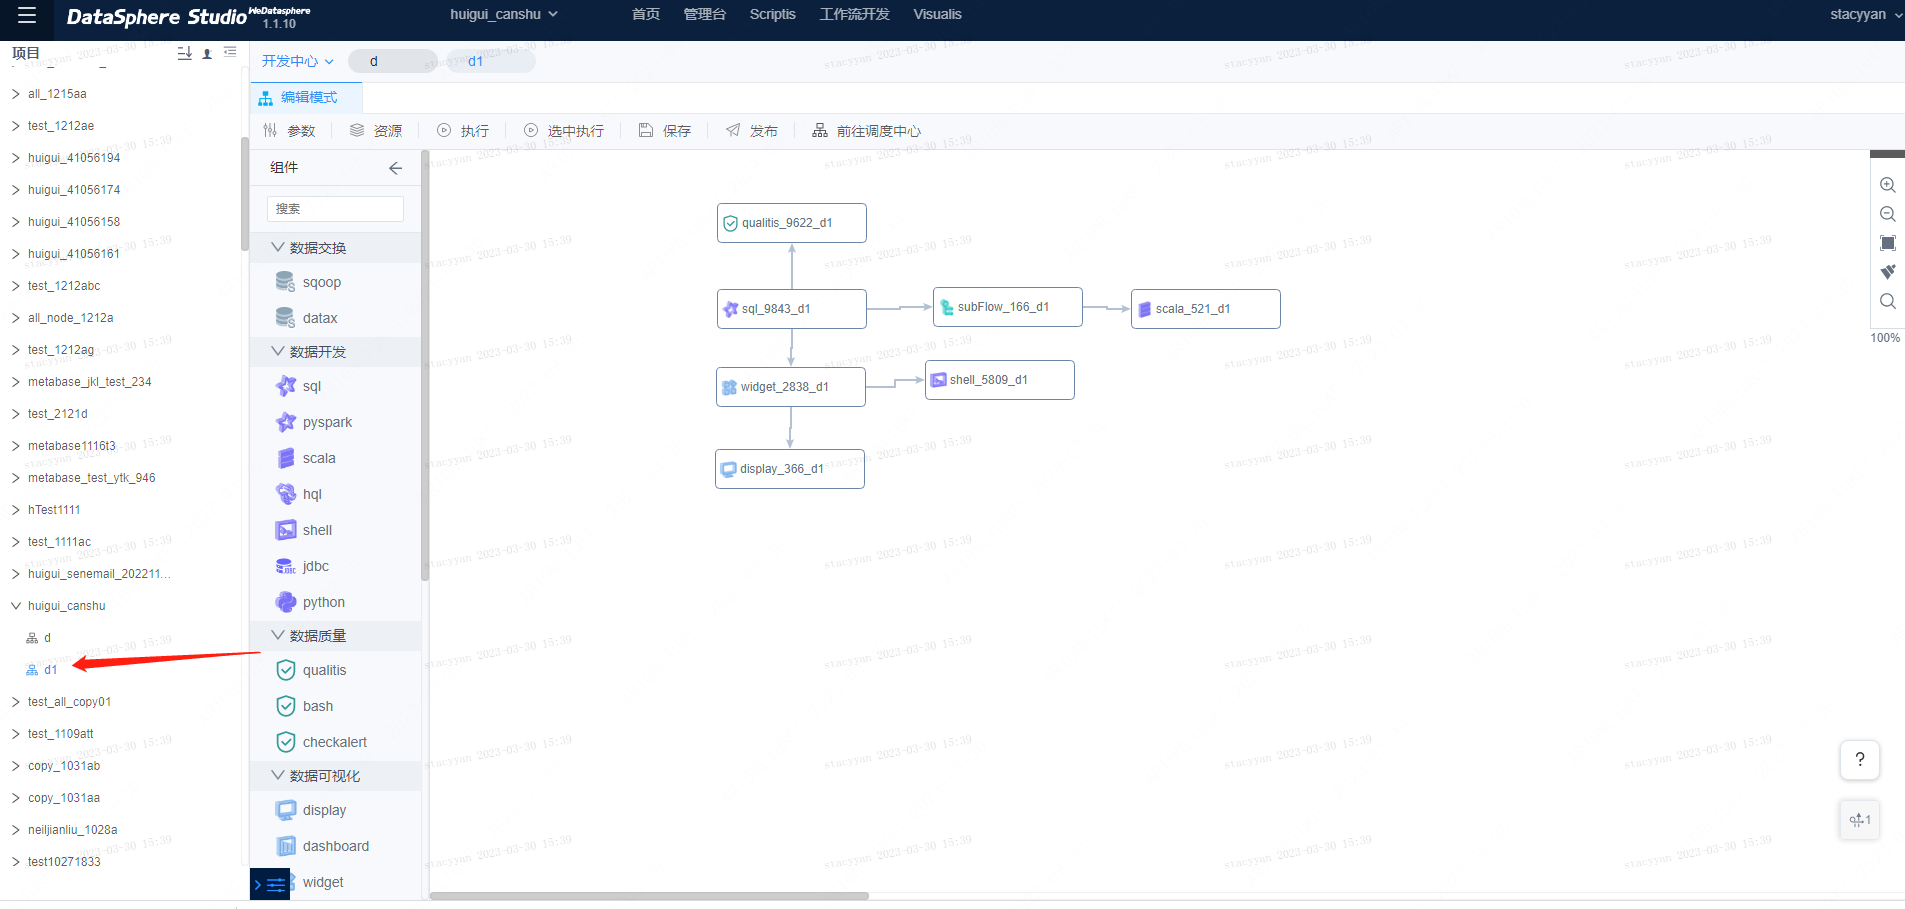 DataSphere Studio WeDatasphere 1.1.10
huigui_canshu
首页 管理台 Scriptis 工作流开发 Visualis
stacyyan
项目
all_1215aa
test_1212ae
huigui_41056194
huigui_41056174
huigui_41056158
huigui_41056161
test_1212abc
all_node_1212a
test_1212ag
metabase_jkl_test_234
test_2121d
metabase1116t3
metabase_test_ytk_946
hTest1111
test_1111ac
huigui_senemail_202211...
huigui_canshu
d
d1
test_all_copy01
test_1109att
copy_1031ab
copy_1031aa
neiljianliu_1028a
test10271833
开发中心 d d1
编辑模式
参数 资源 执行 选中执行 保存 发布 前往调度中心
组件
搜索
数据交换
sqoop
datax
数据开发
sql
pyspark
scala
hql
shell
jdbc
python
数据质量
qualitis
bash
checkalert
数据可视化
display
dashboard
widget
qualitis_9622_d1
sql_9843_d1
subFlow_166_d1
scala_521_d1
widget_2838_d1
shell_5809_d1
display_366_d1
100%
?
1
stacyyan 2023-03-30 15:39